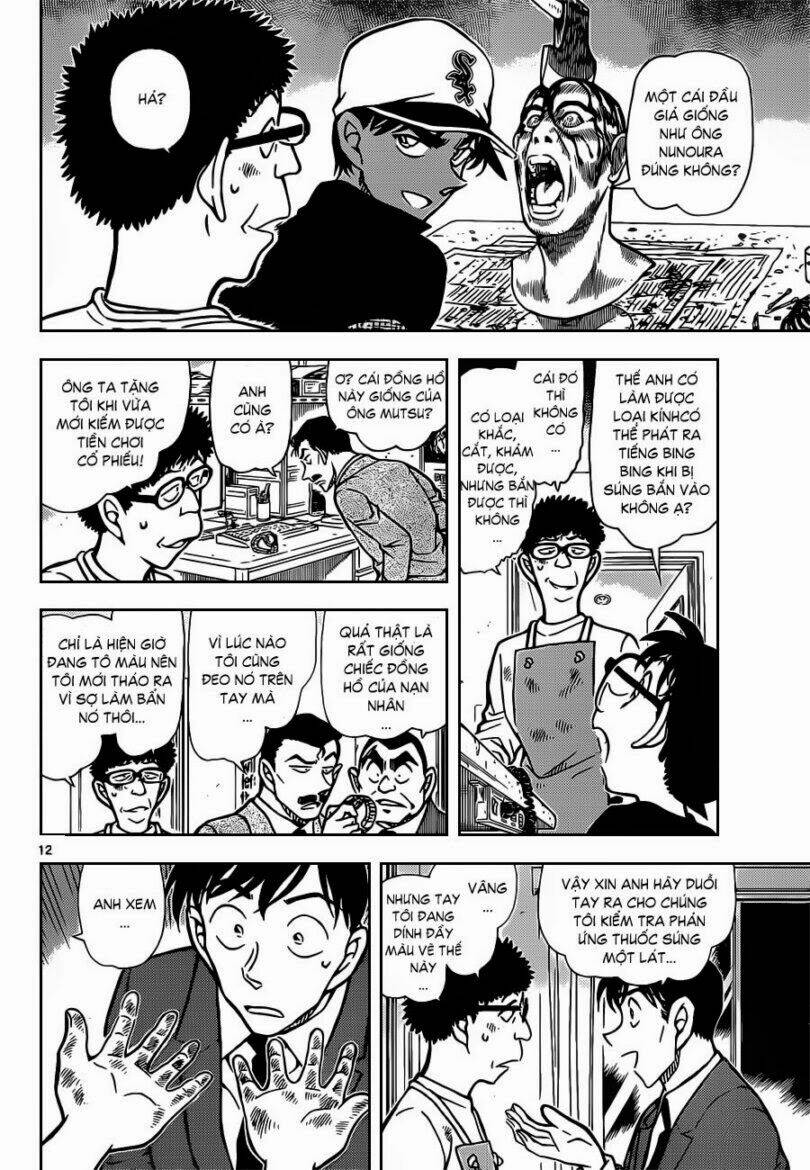 MỘT CÁI ĐẦU
GIẢ GIỐNG
NHƯ ÔNG
NUNOURA
ĐÚNG KHÔNG?
HẢ?
THẾ ANH CÓ
LÀM ĐƯỢC
LOẠI KÍNHCÓ
THỂ PHÁT RA
TIẾNG BING
BING KHI BỊ
SÚNG BẮN VÀO
KHÔNG Ạ?
CÁI ĐÓ
THÌ
KHÔNG CÓ
...
CÓ LOẠI
KHẮC,
CẮT, KHẢM
ĐƯỢC,
NHƯNG BẮN
ĐƯỢC THÌ
KHÔNG
...
Ơ? CÁI ĐỒNG HỒ
NÀY GIỐNG CỦA
ÔNG MUTSU?
ANH
CŨNG
CÓ À?
ÔNG TA TẶNG
TÔI KHI VỪA
MỚI KIẾM ĐƯỢC
TIỀN CHƠI
CỔ PHIẾU!
QUẢ THẬT LÀ
RẤT GIỐNG
CHIẾC ĐỒNG
HỒ CỦA NẠN
NHÂN
...
VÌ LÚC NÀO
TÔI CŨNG
ĐEO NÓ TRÊN
TAY MÀ
CHỈ LÀ HIỆN GIỜ
ĐANG TÔ MÀU NÊN
TÔI MỚI THÁO RA
VÌ SỢ LÀM BẨN
NÓ THÔI...
12
VẬY XIN ANH HÃY DUỖI
TAY RA CHO CHÚNG
TÔI KIỂM TRA PHẢN
ỨNG THUỐC SÚNG
MỘT LÁT...
VÂNG
...
NHƯNG TAY
TÔI ĐANG
DÍNH ĐẦY
MÀU VẼ THẾ
NÀY ...
ANH XEM
...